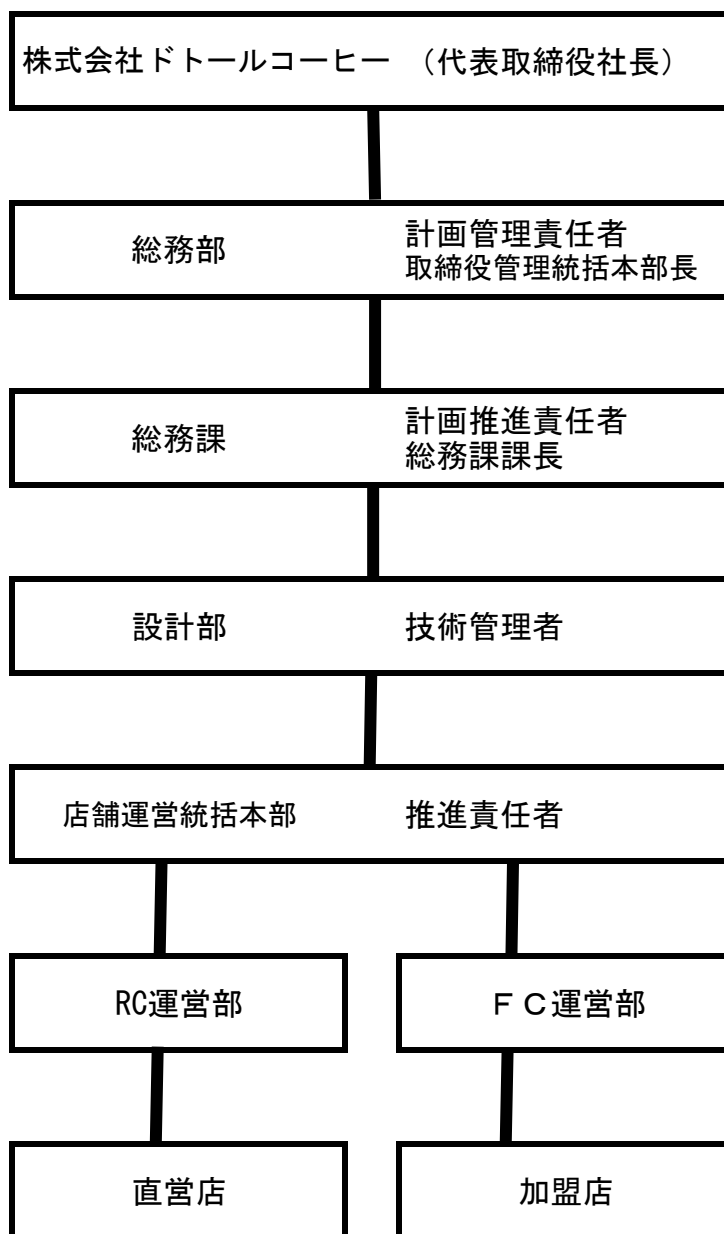 株式会社ドトールコーヒー （代表取締役社長）
総務部 計画管理責任者
取締役管理統括本部長
総務課 計画推進責任者
総務課課長
設計部 技術管理者
店舗運営統括本部 推進責任者
RC運営部 ＦＣ運営部
直営店 加盟店